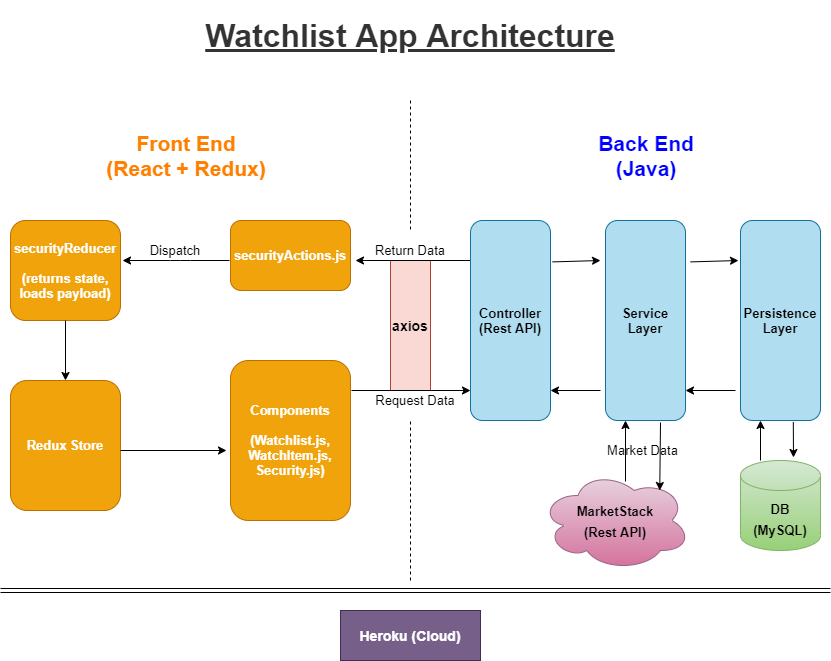 Watchlist App Architecture
Front End
(React + Redux)
Back End
(Java)
securityReducer
(returns state,
loads payload)
Dispatch
securityActions.js
Return Data
axios
Request Data
Controller
(Rest API)
Service
Layer
Persistence
Layer
Redux Store
Components
(Watchlist.js,
WatchItem.js,
Security.js)
Market Data
MarketStack
(Rest API)
DB
(MySQL)
Heroku (Cloud)